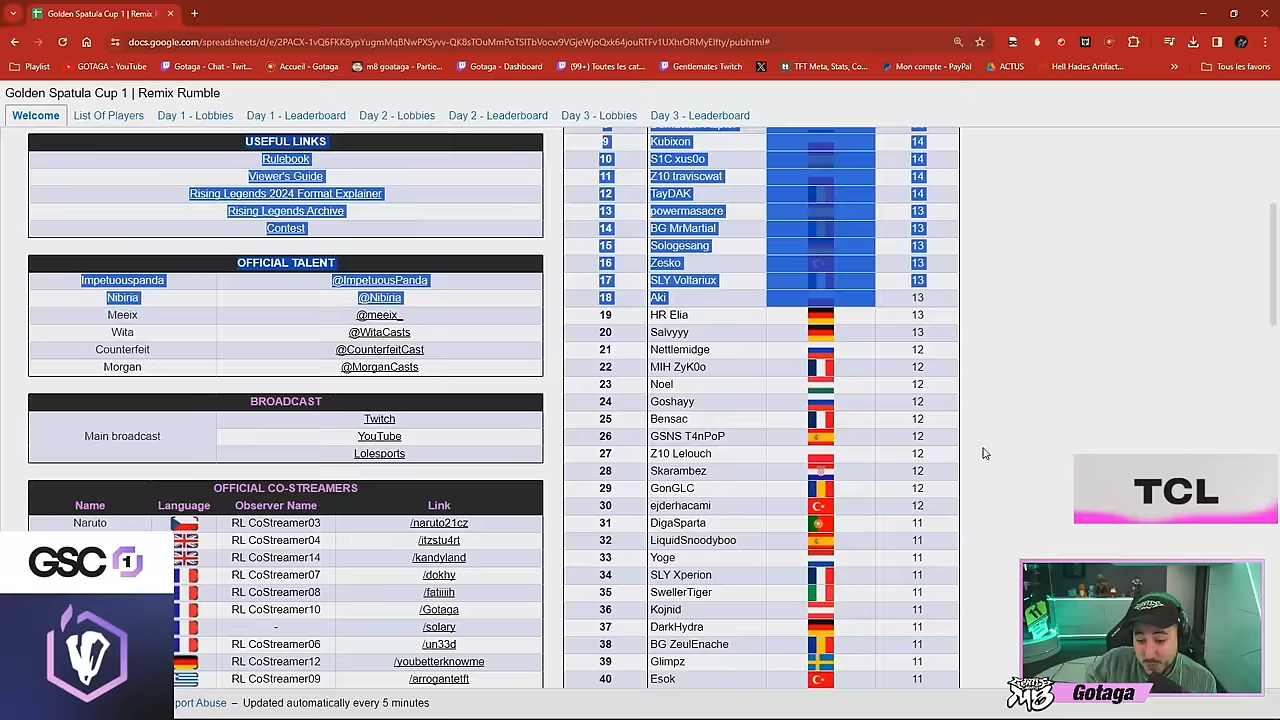 Golden Spatula Cup 1 | Remix R
docs.google.com/spreadsheets/d/e/2PACX-1vQ6FKK8ypYugmMqBNwPXSyvv-QK8sTOuMmPoTSlTbVocw9VGjeWjoQxk64jouRTFv1UXhrORMyElfty/pubhtml#
Playlist
GOTAGA - YouTube
Gotaga - Chat - Twit...
Accueil - Gotaga
m8 goataga - Partie...
Gotaga - Dashboard
(99+) Toutes les cat...
Gentlemates Twitch
TFT Meta, Stats, Co...
Mon compte - PayPal
ACTUS
Hell Hades Artifact...
Tous les favoris
Golden Spatula Cup 1 | Remix Rumble
Welcome
List Of Players
Day 1 - Lobbies
Day 1 - Leaderboard
Day 2 - Lobbies
Day 2 - Leaderboard
Day 3 - Lobbies
Day 3 - Leaderboard
USEFUL LINKS
Rulebook
Viewer's Guide
Rising Legends 2024 Format Explainer
Rising Legends Archive
Contest
OFFICIAL TALENT
Impetuouspanda @ImpetuousPanda
Nibiria @Nibiria
Meeix @meeix_
Wita @WitaCasts
Counterfeit @CounterfeitCast
Morgan @MorganCasts
BROADCAST
Main broadcast
Twitch
YouTube
Lolesports
OFFICIAL CO-STREAMERS
Name Language Observer Name Link
Naruto RL CoStreamer03 /naruto21cz
RL CoStreamer04 /itzstu4rt
RL CoStreamer14 /kandyland
RL CoStreamer07 /dokhy
RL CoStreamer08 /fatiiiih
RL CoStreamer10 /Gotaga
- /solary
RL CoStreamer06 /un33d
RL CoStreamer12 /youbetterknowme
RL CoStreamer09 /arrogantetft
9 Kubixon 14
10 S1C xus0o 14
11 Z10 traviscwat 14
12 TayDAK 14
13 powermasacre 13
14 BG MrMartial 13
15 Sologesang 13
16 Zesko 13
17 SLY Voltariux 13
18 Aki 13
19 HR Elia 13
20 Salvyyy 13
21 Nettlemidge 12
22 MIH ZyK0o 12
23 Noel 12
24 Goshayy 12
25 Bensac 12
26 GSNS T4nPoP 12
27 Z10 Lelouch 12
28 Skarambez 12
29 GonGLC 12
30 ejderhacami 12
31 DigaSparta 11
32 LiquidSnoodyboo 11
33 Yoge 11
34 SLY Xperion 11
35 SwellerTiger 11
36 Kojnid 11
37 DarkHydra 11
38 BG ZeulEnache 11
39 Glimpz 11
40 Esok 11
port Abuse – Updated automatically every 5 minutes
GSC
TCL
M8
Gotaga